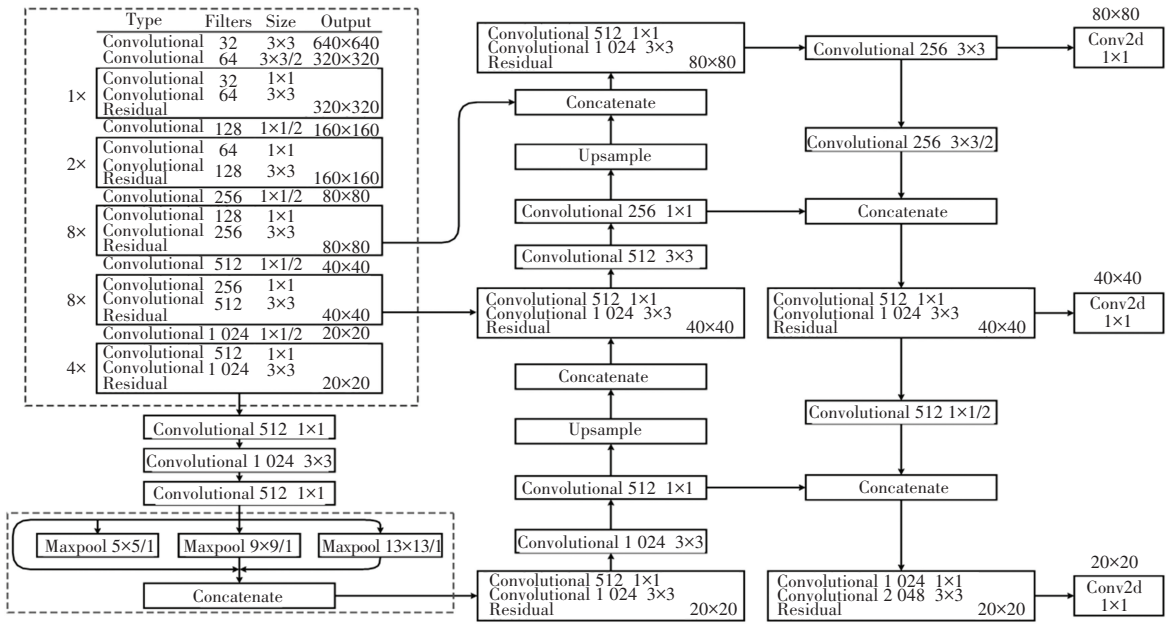 Type Filters Size Output
Convolutional 32 3×3 640×640
Convolutional 64 3×3/2 320×320
1×
Convolutional 32 1×1
Convolutional 64 3×3
Residual 320×320
Convolutional 128 1×1/2 160×160
2×
Convolutional 64 1×1
Convolutional 128 3×3
Residual 160×160
Convolutional 256 1×1/2 80×80
8×
Convolutional 128 1×1
Convolutional 256 3×3
Residual 80×80
Convolutional 512 1×1/2 40×40
8×
Convolutional 256 1×1
Convolutional 512 3×3
Residual 40×40
Convolutional 1 024 1×1/2 20×20
4×
Convolutional 512 1×1
Convolutional 1 024 3×3
Residual 20×20
Convolutional 512 1×1
Convolutional 1 024 3×3
Convolutional 512 1×1
Maxpool 5×5/1
Maxpool 9×9/1
Maxpool 13×13/1
Concatenate
Convolutional 512 1×1
Convolutional 1 024 3×3
Residual 80×80
Concatenate
Upsample
Convolutional 256 1×1
Convolutional 512 3×3
Convolutional 512 1×1
Convolutional 1 024 3×3
Residual 40×40
Concatenate
Upsample
Convolutional 512 1×1
Convolutional 1 024 3×3
Convolutional 512 1×1
Convolutional 1 024 3×3
Residual 20×20
Convolutional 256 3×3
Convolutional 256 3×3/2
Concatenate
Convolutional 512 1×1
Convolutional 1 024 3×3
Residual 40×40
Convolutional 512 1×1/2
Concatenate
Convolutional 1 024 1×1
Convolutional 2 048 3×3
Residual 20×20
80×80
Conv2d
1×1
40×40
Conv2d
1×1
20×20
Conv2d
1×1